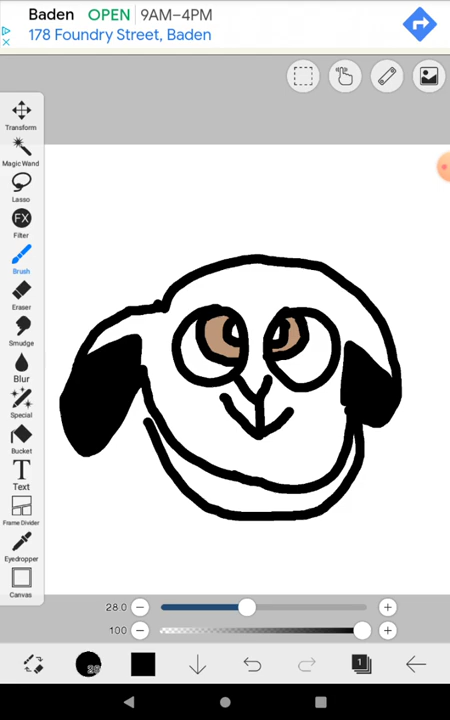 Baden OPEN 9AM–4PM
178 Foundry Street, Baden
Transform
Magic Wand
Lasso
FX
Filter
Brush
Eraser
Smudge
Blur
Special
Bucket
T
Text
Frame Divider
Eyedropper
Canvas
28.0
100
28
1